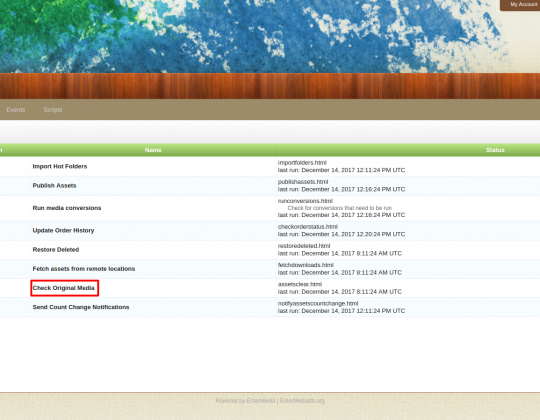 My Account
Events Scripts
Name Status
Import Hot Folders importfolders.html
last run: December 14, 2017 12:11:24 PM UTC
Publish Assets publishassets.html
last run: December 14, 2017 12:16:24 PM UTC
Run media conversions runconversions.html
Check for conversions that need to be run
last run: December 14, 2017 12:16:24 PM UTC
Update Order History checkorderstatus.html
last run: December 14, 2017 12:20:24 PM UTC
Restore Deleted restoredeleted.html
last run: December 14, 2017 8:11:24 AM UTC
Fetch assets from remote locations fetchdownloads.html
last run: December 14, 2017 8:11:24 AM UTC
Check Original Media assetsclear.html
last run: December 14, 2017 8:11:24 AM UTC
Send Count Change Notifications notifyassetscountchange.html
last run: December 14, 2017 12:11:24 PM UTC
Powered by EnterMedia | EnterMediadb.org